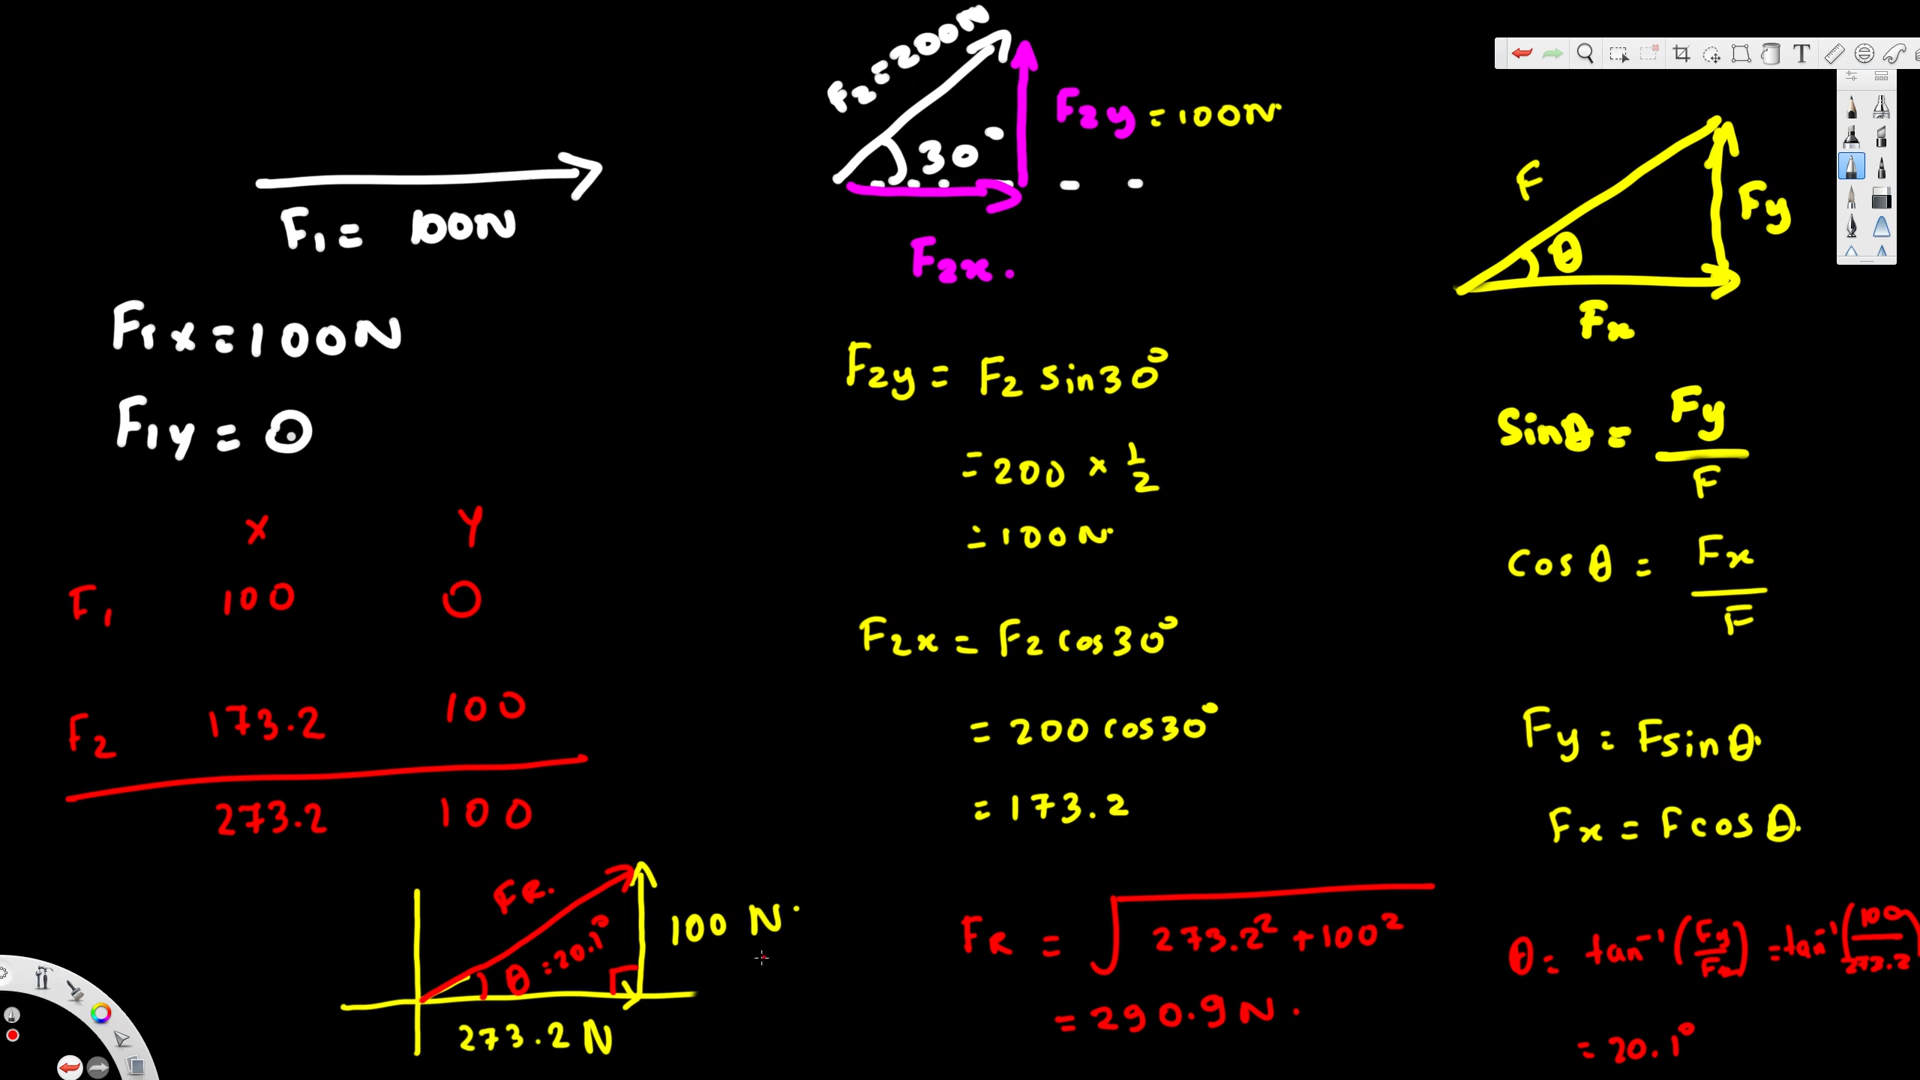 F₁ = 100N
F₁x = 100N
F₁y = 0
X Y
F₁ 100 0
F₂ 173.2 100
273.2 100
FR.
θ = 20.1°
100 N.
273.2 N
F₂ = 200N
30°
F₂y = 100N
F₂x.
F₂y = F₂ sin30°
= 200 × 1/2
= 100N
F₂x = F₂ cos30°
= 200 cos30°
= 173.2
FR = √273.2² + 100²
= 290.9N.
F
θ
Fy
Fx
Sinθ = Fy/F
cosθ = Fx/F
Fy = Fsinθ.
Fx = Fcosθ.
θ = tan⁻¹(Fy/Fx) = tan⁻¹(100/273.2)
= 20.1°
T